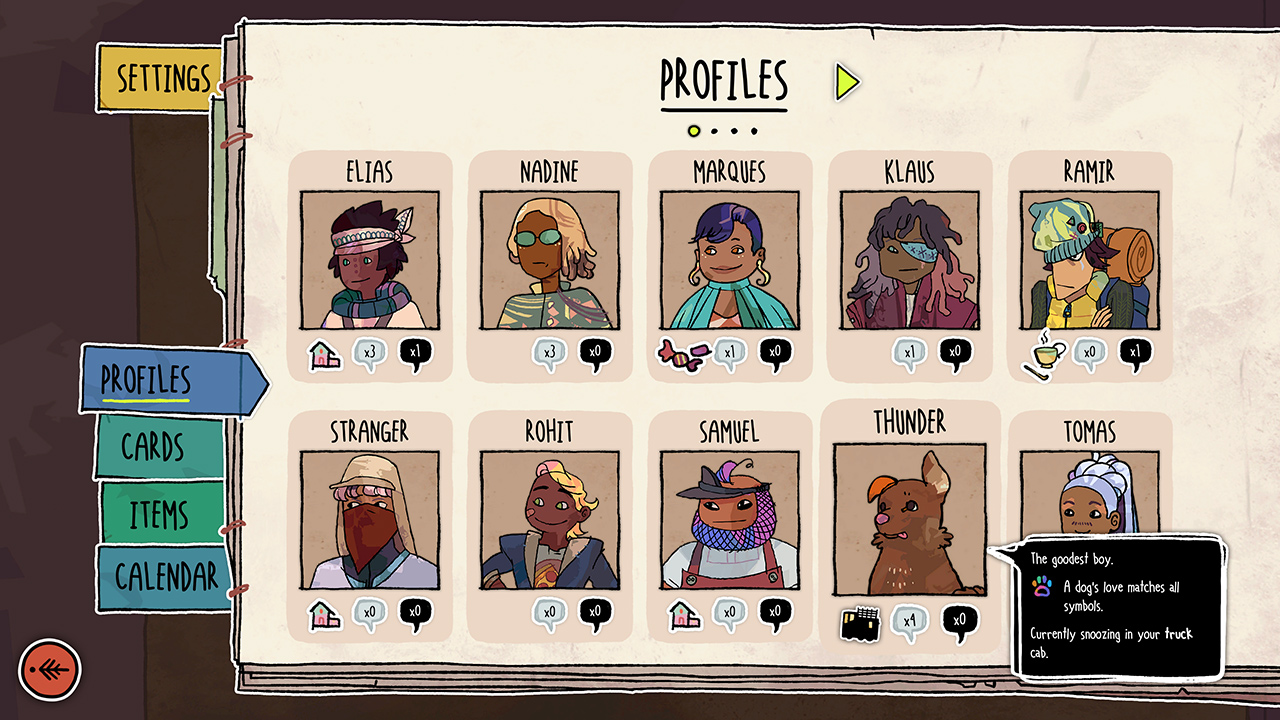 SETTINGS
PROFILES
ELIAS
NADINE
MARQUES
KLAUS
RAMIR
x3
x1
x3
x0
x1
x0
x1
x0
x0
x1
PROFILES
CARDS
ITEMS
CALENDAR
STRANGER
ROHIT
SAMUEL
THUNDER
TOMAS
x0
x0
x0
x0
x0
x0
x4
x0
The goodest boy.
A dog's love matches all
symbols.
Currently snoozing in your truck
cab.